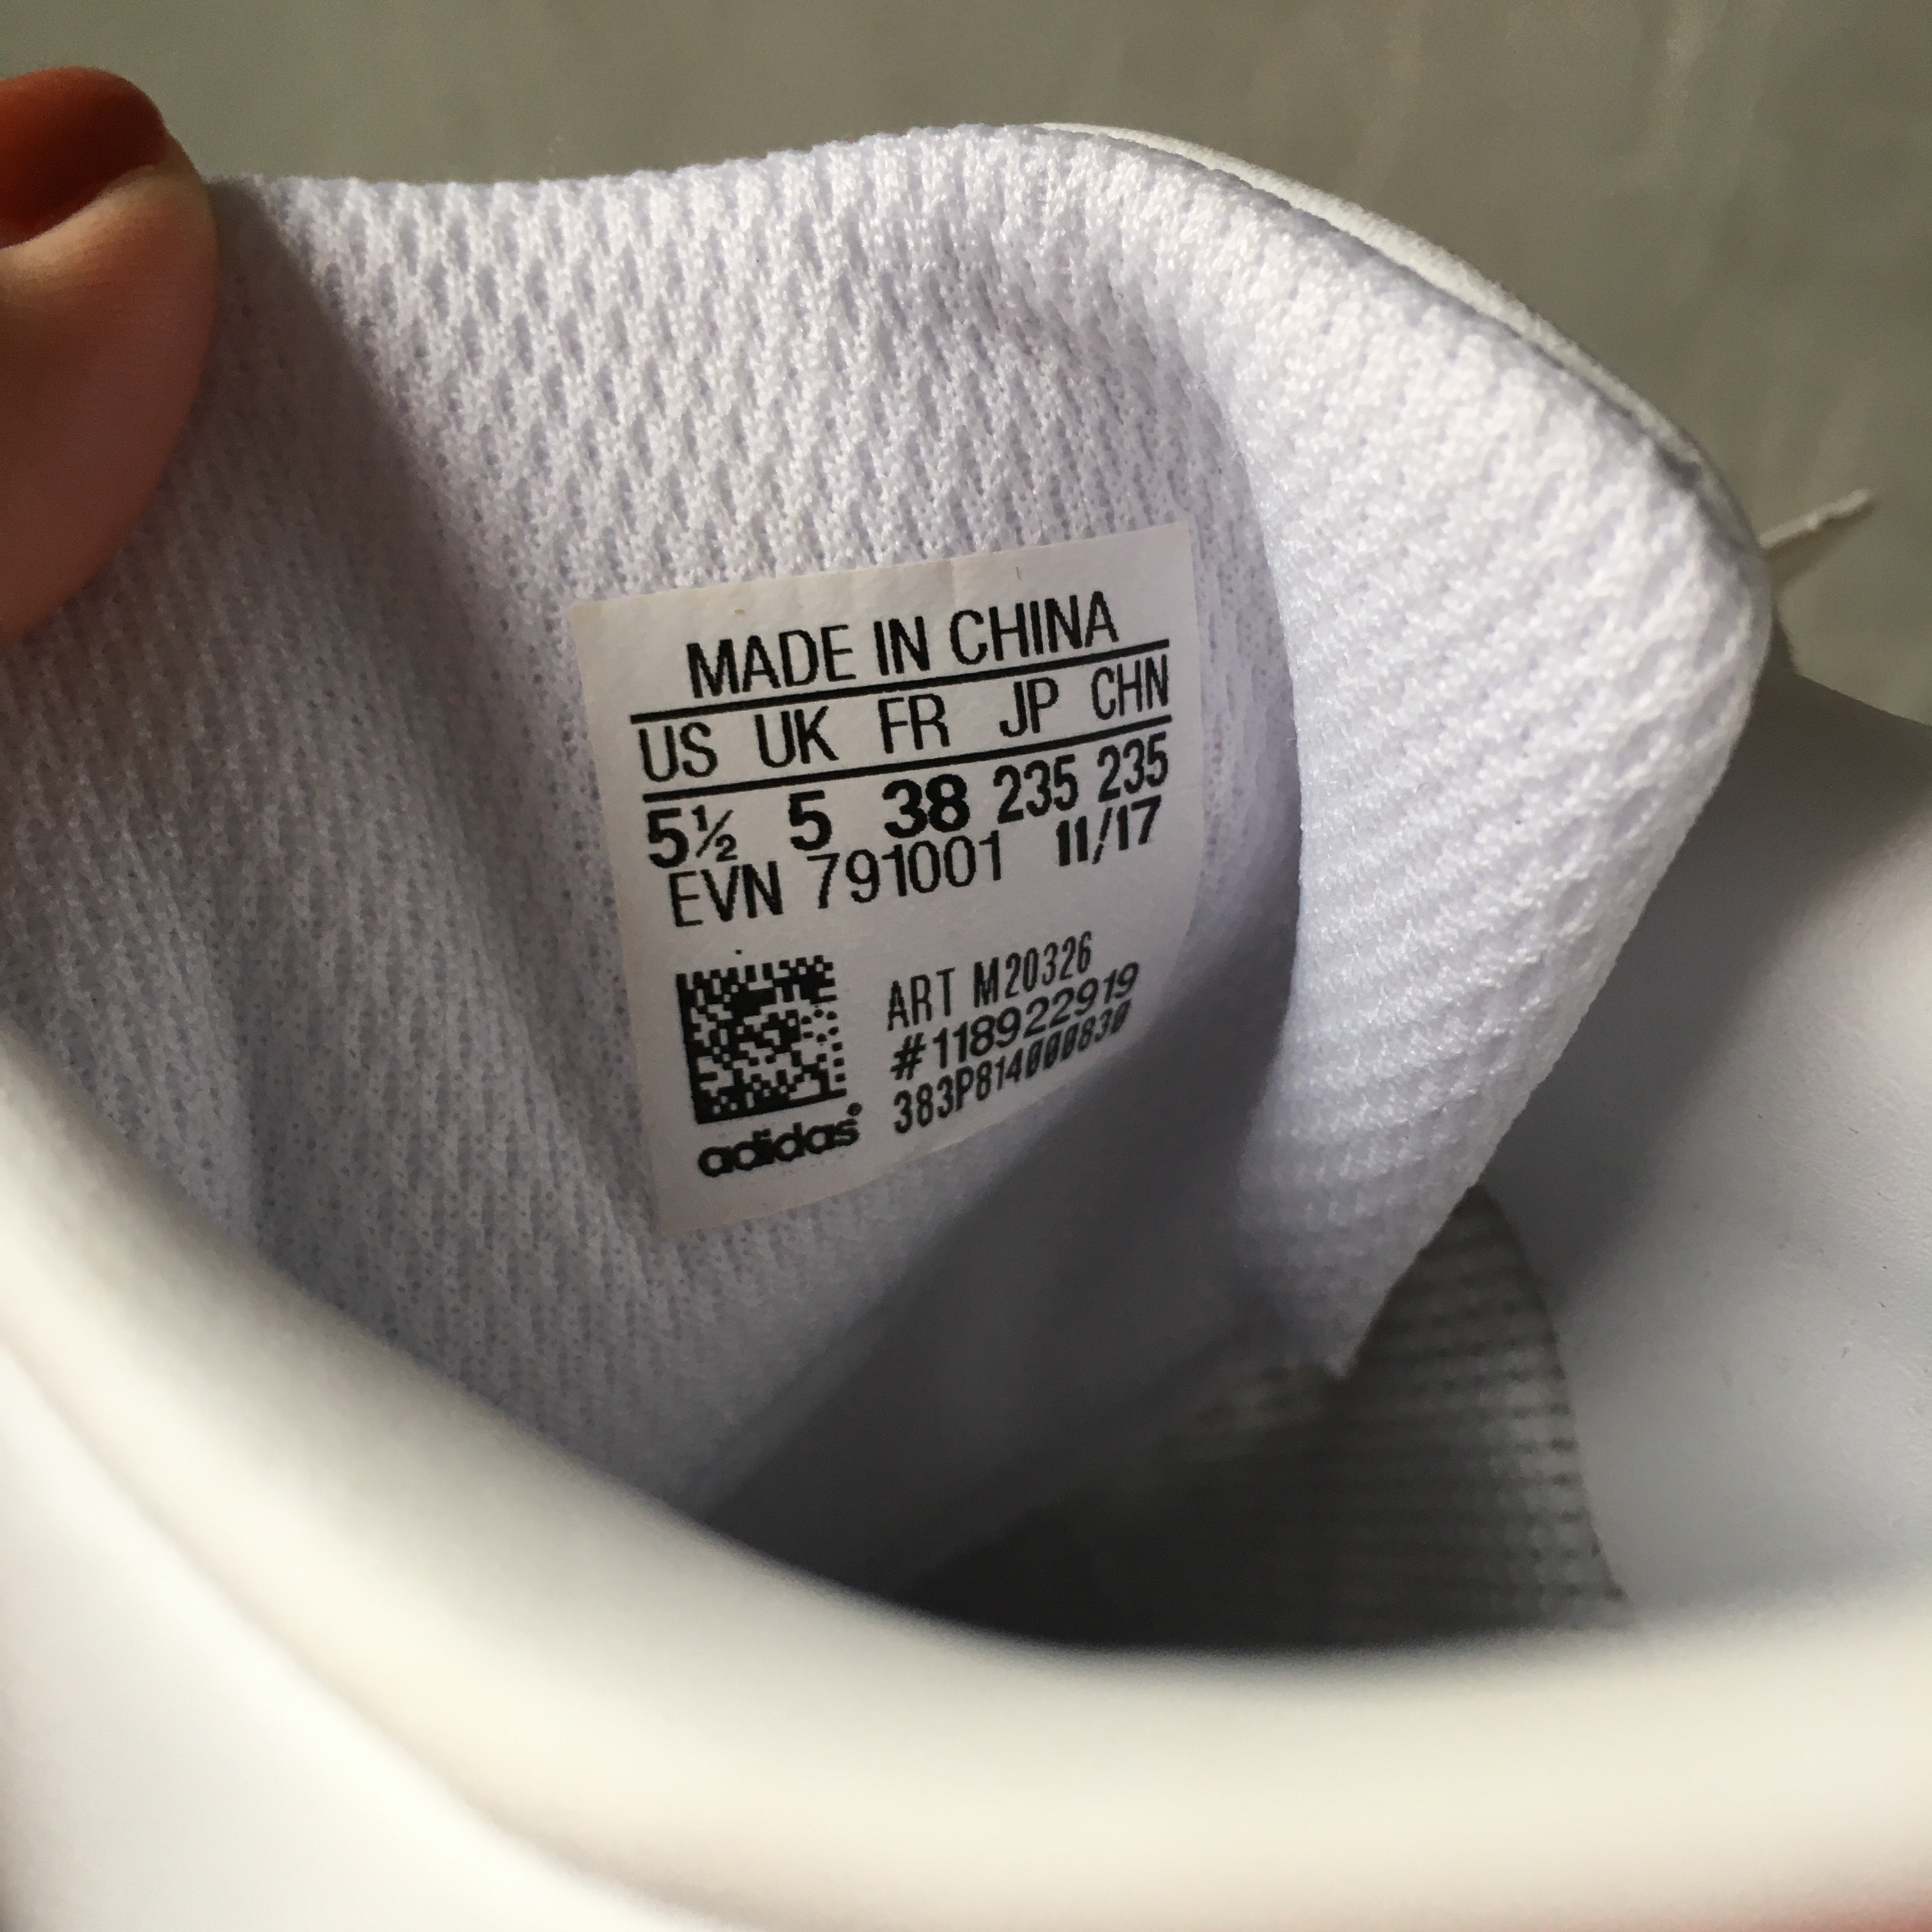 MADE IN CHINA
US UK FR JP CHN
5½ 5 38 235 235
EVN 791001 11/17
ART M20326
#118922919
383P814000830
adidas